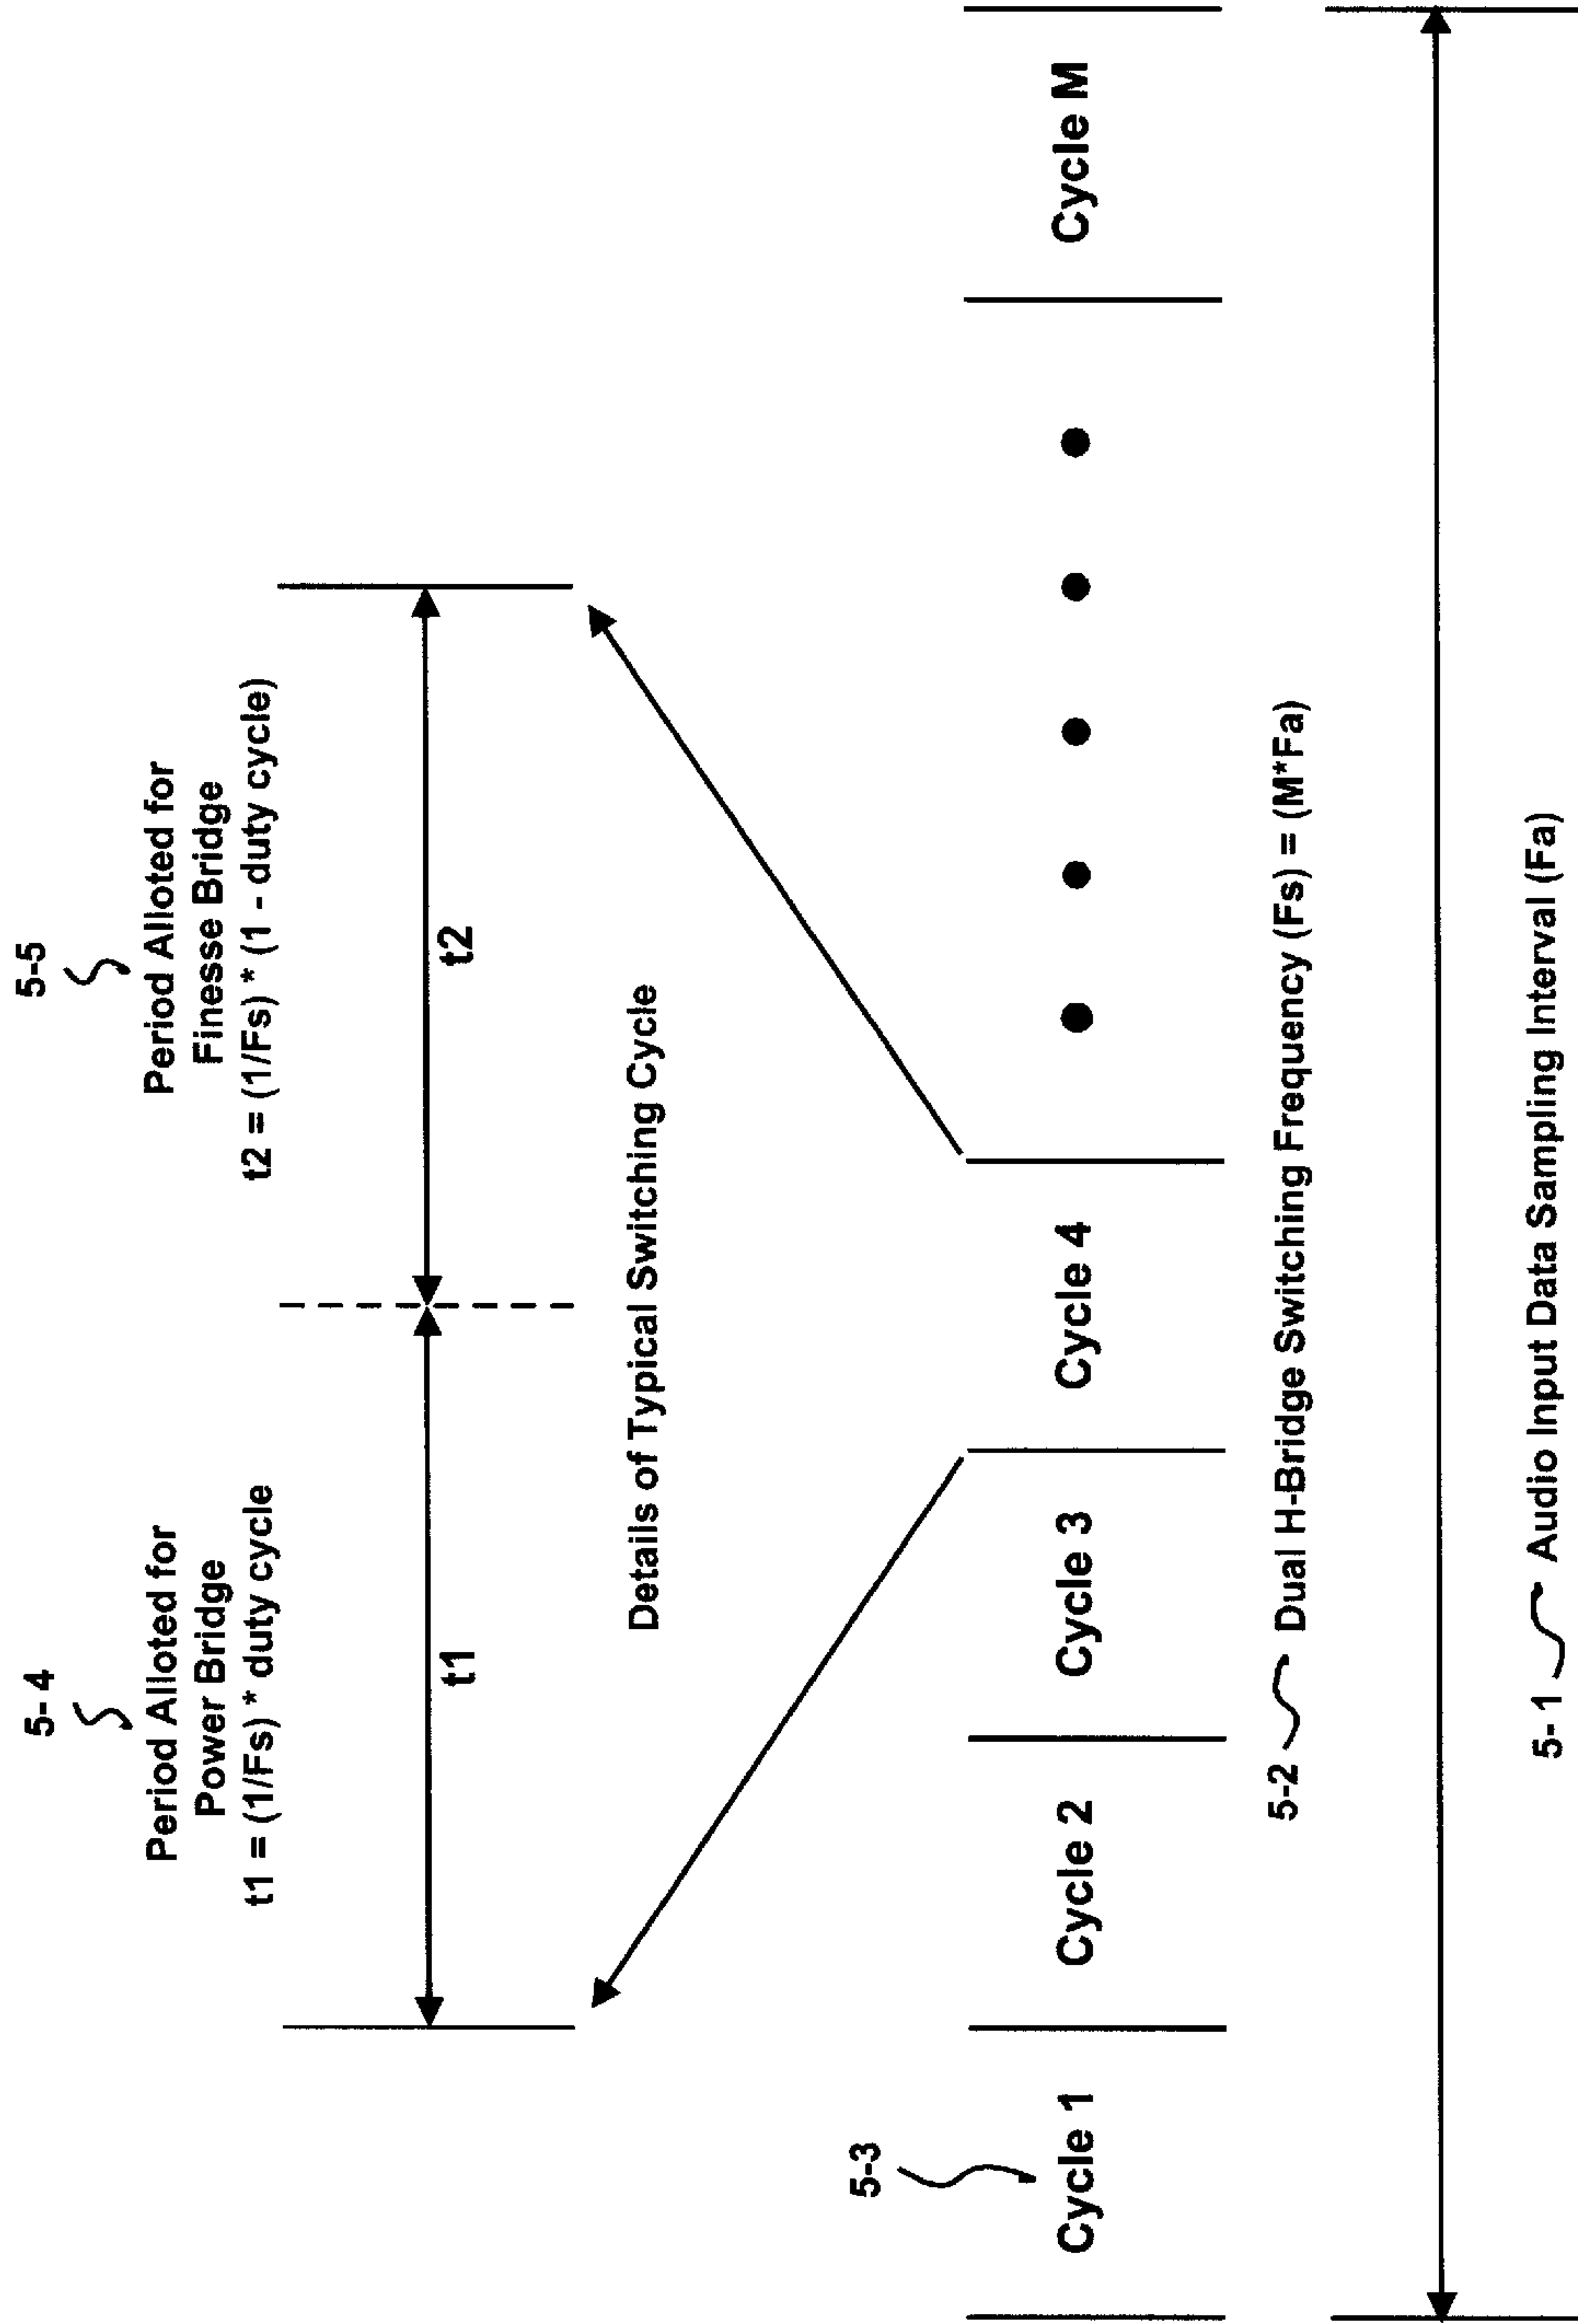 5-4
Period Alloted for
Power Bridge
t1 = (1/Fs) * duty cycle
5-5
Period Alloted for
Finesse Bridge
t2 = (1/Fs) * (1 - duty cycle)
t1
t2
Details of Typical Switching Cycle
5-3
Cycle 1
Cycle 2
Cycle 3
Cycle 4
Cycle M
5-2 Dual H-Bridge Switching Frequency (Fs) = (M*Fa)
5-1 Audio Input Data Sampling Interval (Fa)